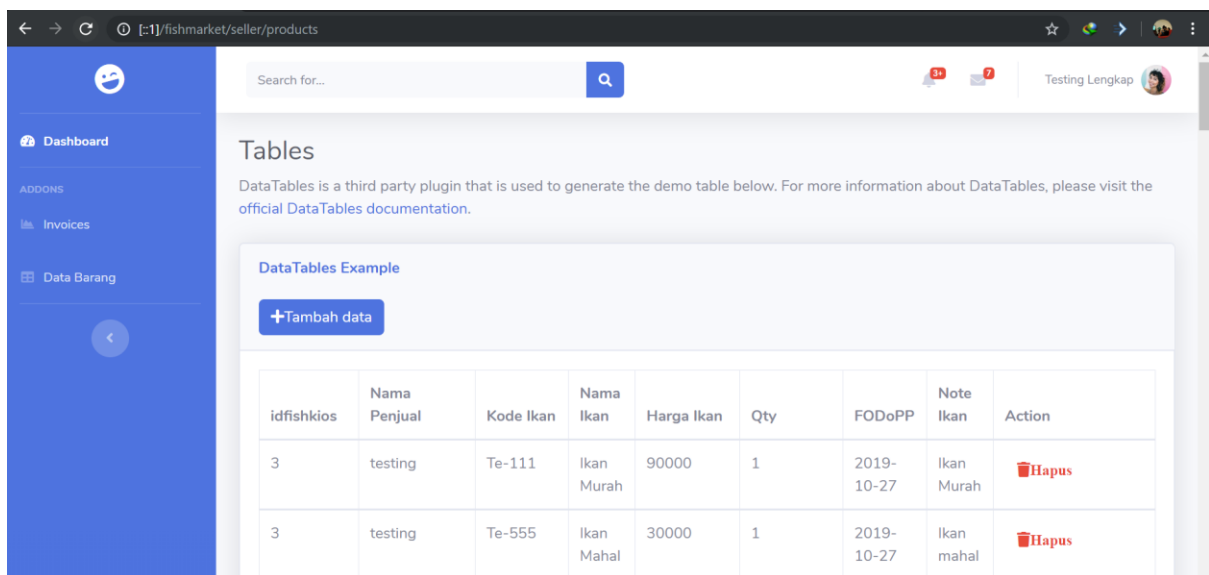 [::1]/fishmarket/seller/products
Search for...
3+
7
Testing Lengkap
Dashboard
ADDONS
Invoices
Data Barang
Tables
DataTables is a third party plugin that is used to generate the demo table below. For more information about DataTables, please visit the
official DataTables documentation.
DataTables Example
+Tambah data
idfishkios Nama Penjual Kode Ikan Nama Ikan Harga Ikan Qty FODoPP Note Ikan Action
3 testing Te-111 Ikan Murah 90000 1 2019-10-27 Ikan Murah Hapus
3 testing Te-555 Ikan Mahal 30000 1 2019-10-27 Ikan mahal Hapus